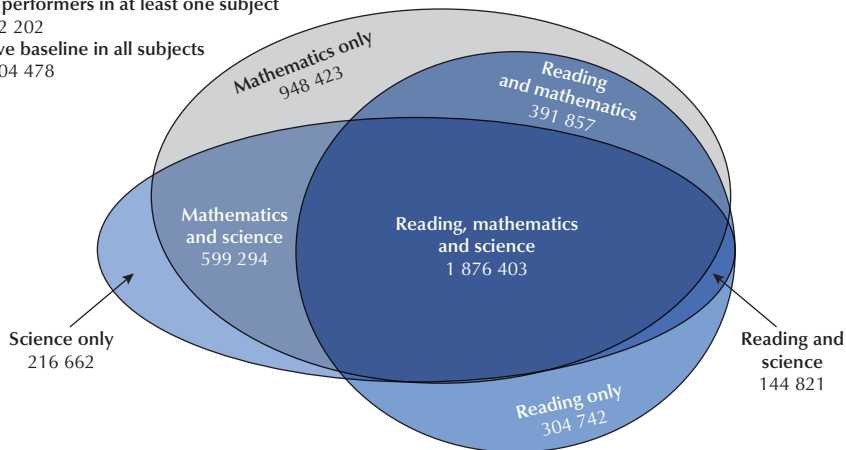 performers in at least one subject
2 202
ve baseline in all subjects
04 478
Mathematics only
948 423
Reading
and mathematics
391 857
Mathematics
and science
599 294
Reading, mathematics
and science
1 876 403
Science only
216 662
Reading and
science
144 821
Reading only
304 742